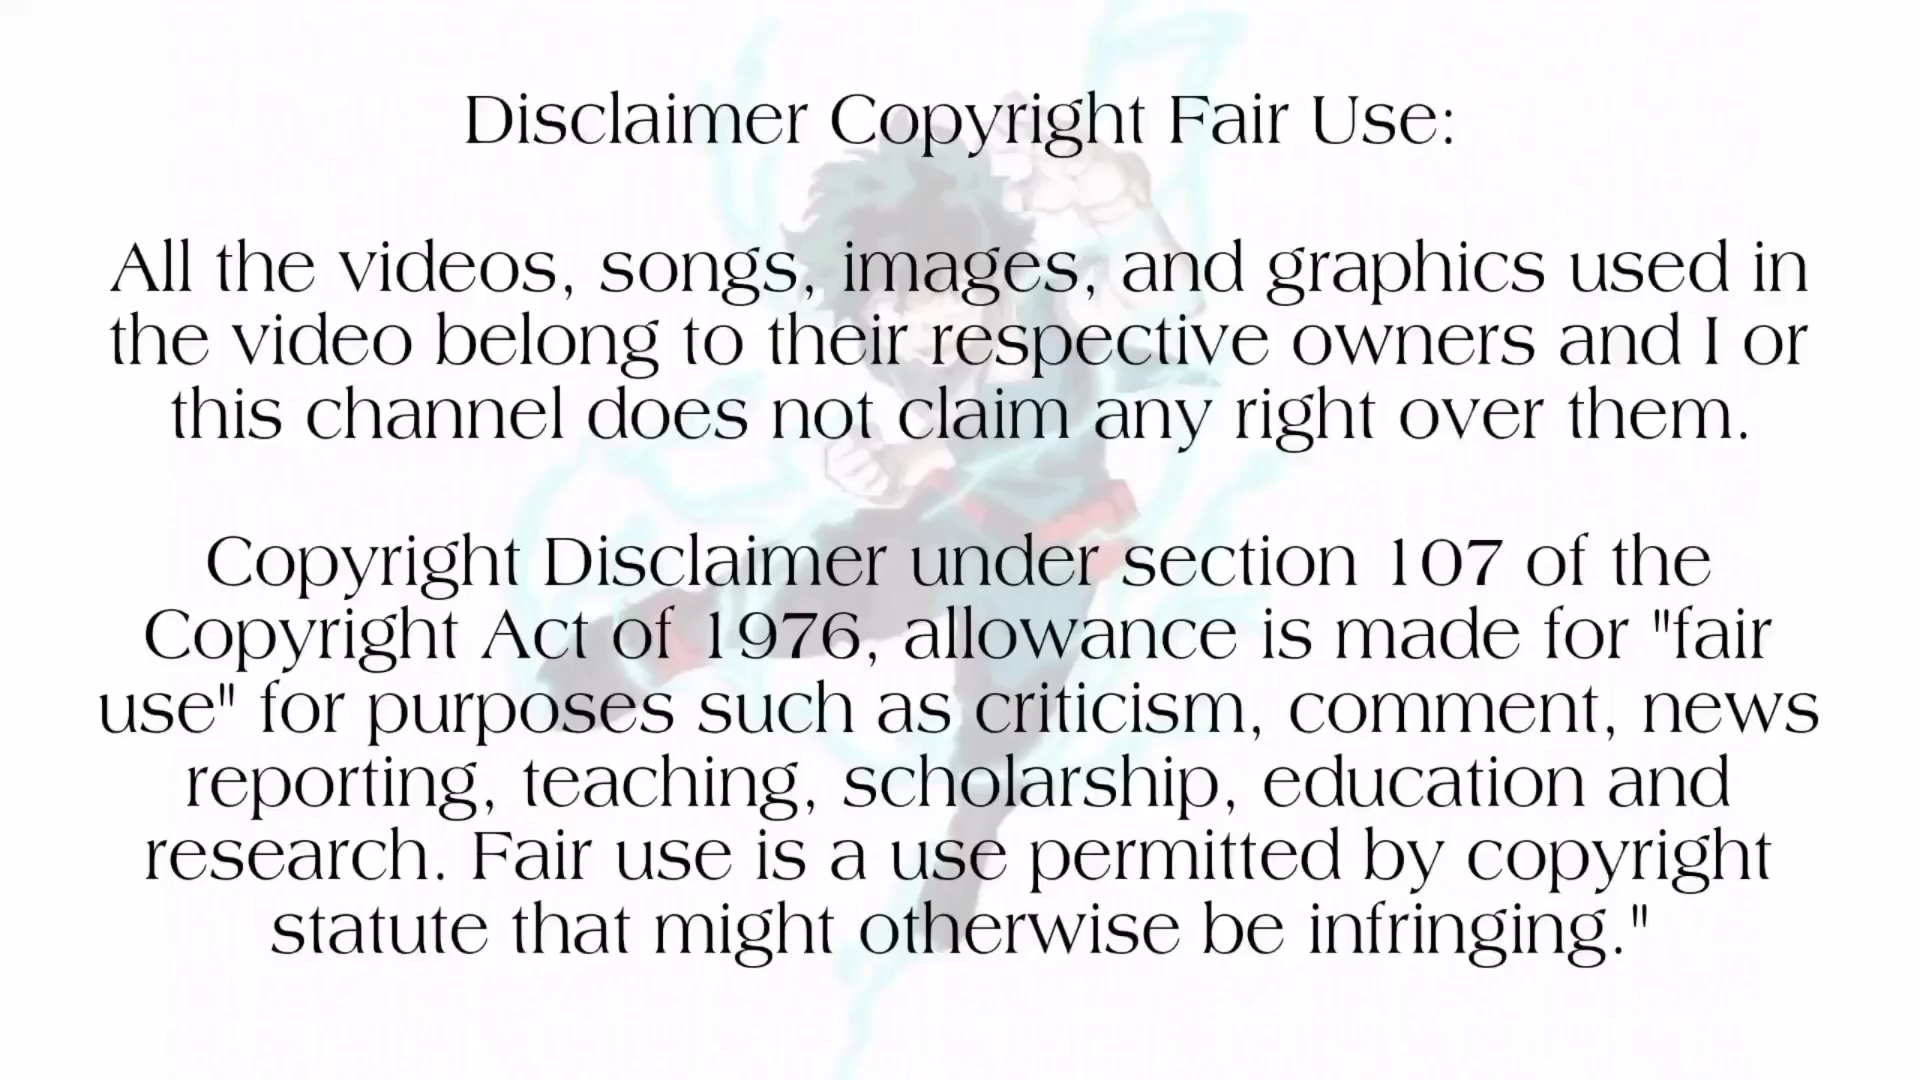 Disclaimer Copyright Fair Use:
All the videos, songs, images, and graphics used in
the video belong to their respective owners and I or
this channel does not claim any right over them.
Copyright Disclaimer under section 107 of the
Copyright Act of 1976, allowance is made for "fair
use" for purposes such as criticism, comment, news
reporting, teaching, scholarship, education and
research. Fair use is a use permitted by copyright
statute that might otherwise be infringing."